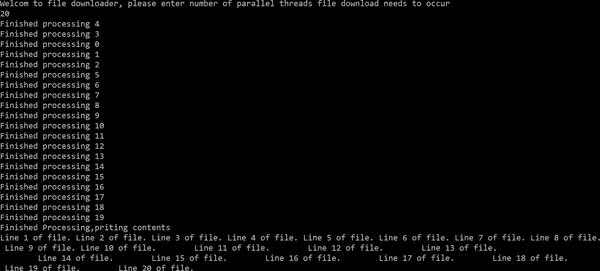 Welcom to file downloader, please enter number of parallel threads file download needs to occur
20
Finished processing 4
Finished processing 3
Finished processing 0
Finished processing 1
Finished processing 2
Finished processing 5
Finished processing 6
Finished processing 7
Finished processing 8
Finished processing 9
Finished processing 10
Finished processing 11
Finished processing 12
Finished processing 13
Finished processing 14
Finished processing 15
Finished processing 16
Finished processing 17
Finished processing 18
Finished processing 19
Finished Processing,priting contents
Line 1 of file. Line 2 of file. Line 3 of file. Line 4 of file. Line 5 of file. Line 6 of file. Line 7 of file. Line 8 of file.
Line 9 of file. Line 10 of file. Line 11 of file. Line 12 of file. Line 13 of file.
Line 14 of file. Line 15 of file. Line 16 of file. Line 17 of file. Line 18 of file.
Line 19 of file. Line 20 of file.